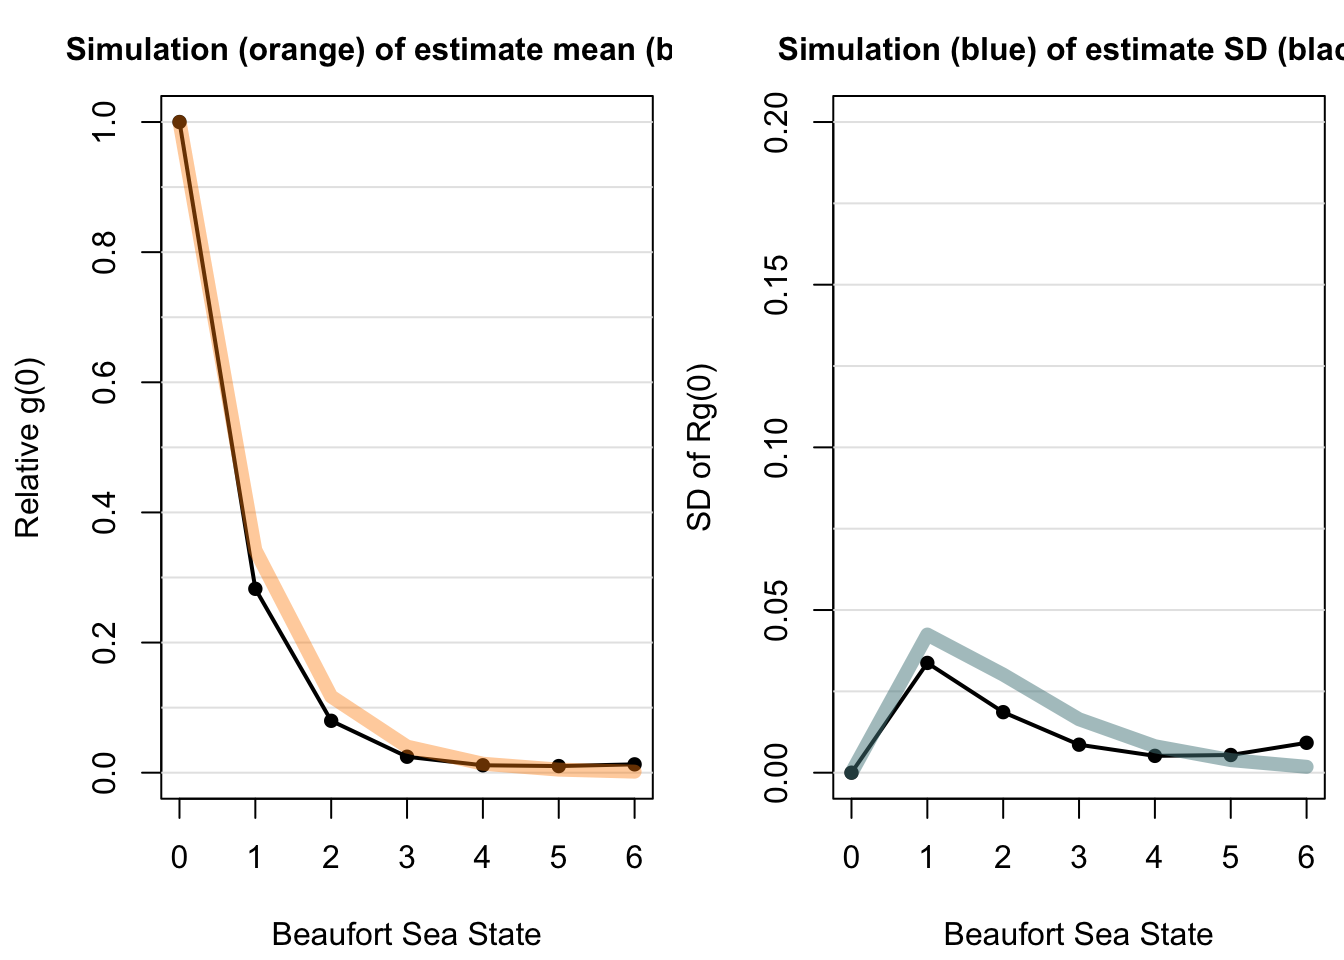 Simulation (orange) of estimate mean (b
Relative g(0)
1.0
0.8
0.6
0.4
0.2
0.0
0 1 2 3 4 5 6
Beaufort Sea State
Simulation (blue) of estimate SD (blac
SD of Rg(0)
0.20
0.15
0.10
0.05
0.00
0 1 2 3 4 5 6
Beaufort Sea State